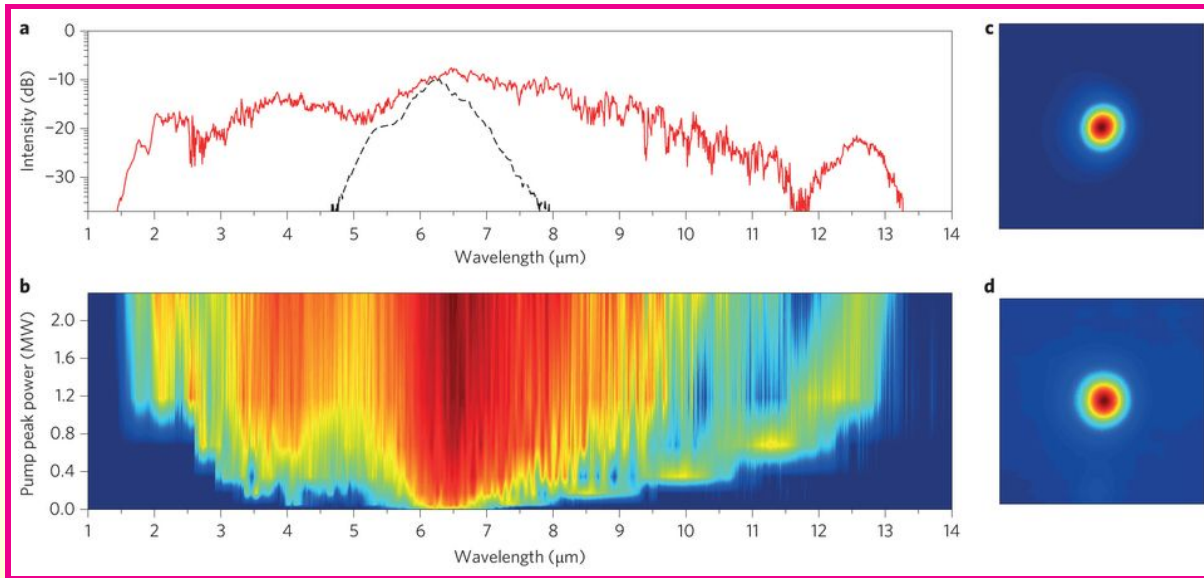 a
0
−10
−20
−30
Intensity (dB)
1 2 3 4 5 6 7 8 9 10 11 12 13 14
Wavelength (μm)
b
2.0
1.6
1.2
0.8
0.4
0.0
Pump peak power (MW)
1 2 3 4 5 6 7 8 9 10 11 12 13 14
Wavelength (μm)
c
d